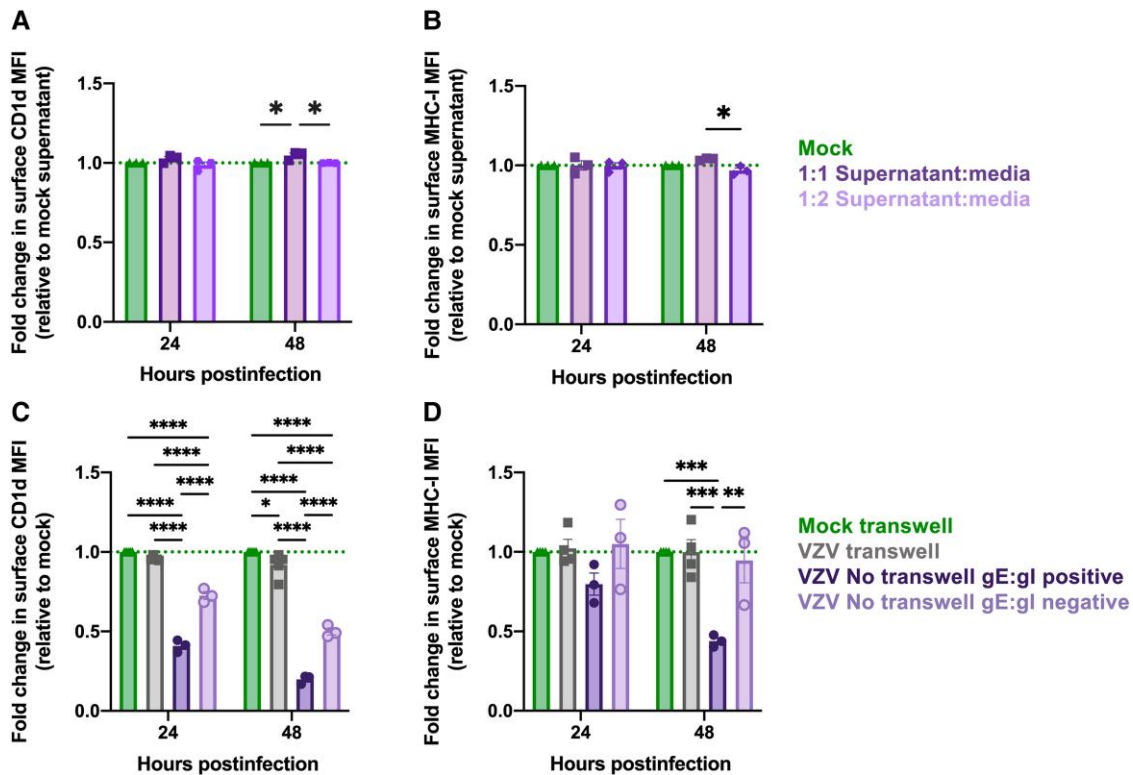 A
Fold change in surface CD1d MFI
(relative to mock supernatant)
1.5
1.0
0.5
0.0
* *
24 48
Hours postinfection
B
Fold change in surface MHC-I MFI
(relative to mock supernatant)
1.5
1.0
0.5
0.0
*
24 48
Hours postinfection
Mock
1:1 Supernatant:media
1:2 Supernatant:media
C
Fold change in surface CD1d MFI
(relative to mock)
1.5
1.0
0.5
0.0
**** ****
**** ****
**** ****
**** * ****
**** ****
24 48
Hours postinfection
D
Fold change in surface MHC-I MFI
(relative to mock)
1.5
1.0
0.5
0.0
***
*** **
24 48
Hours postinfection
Mock transwell
VZV transwell
VZV No transwell gE:gI positive
VZV No transwell gE:gI negative